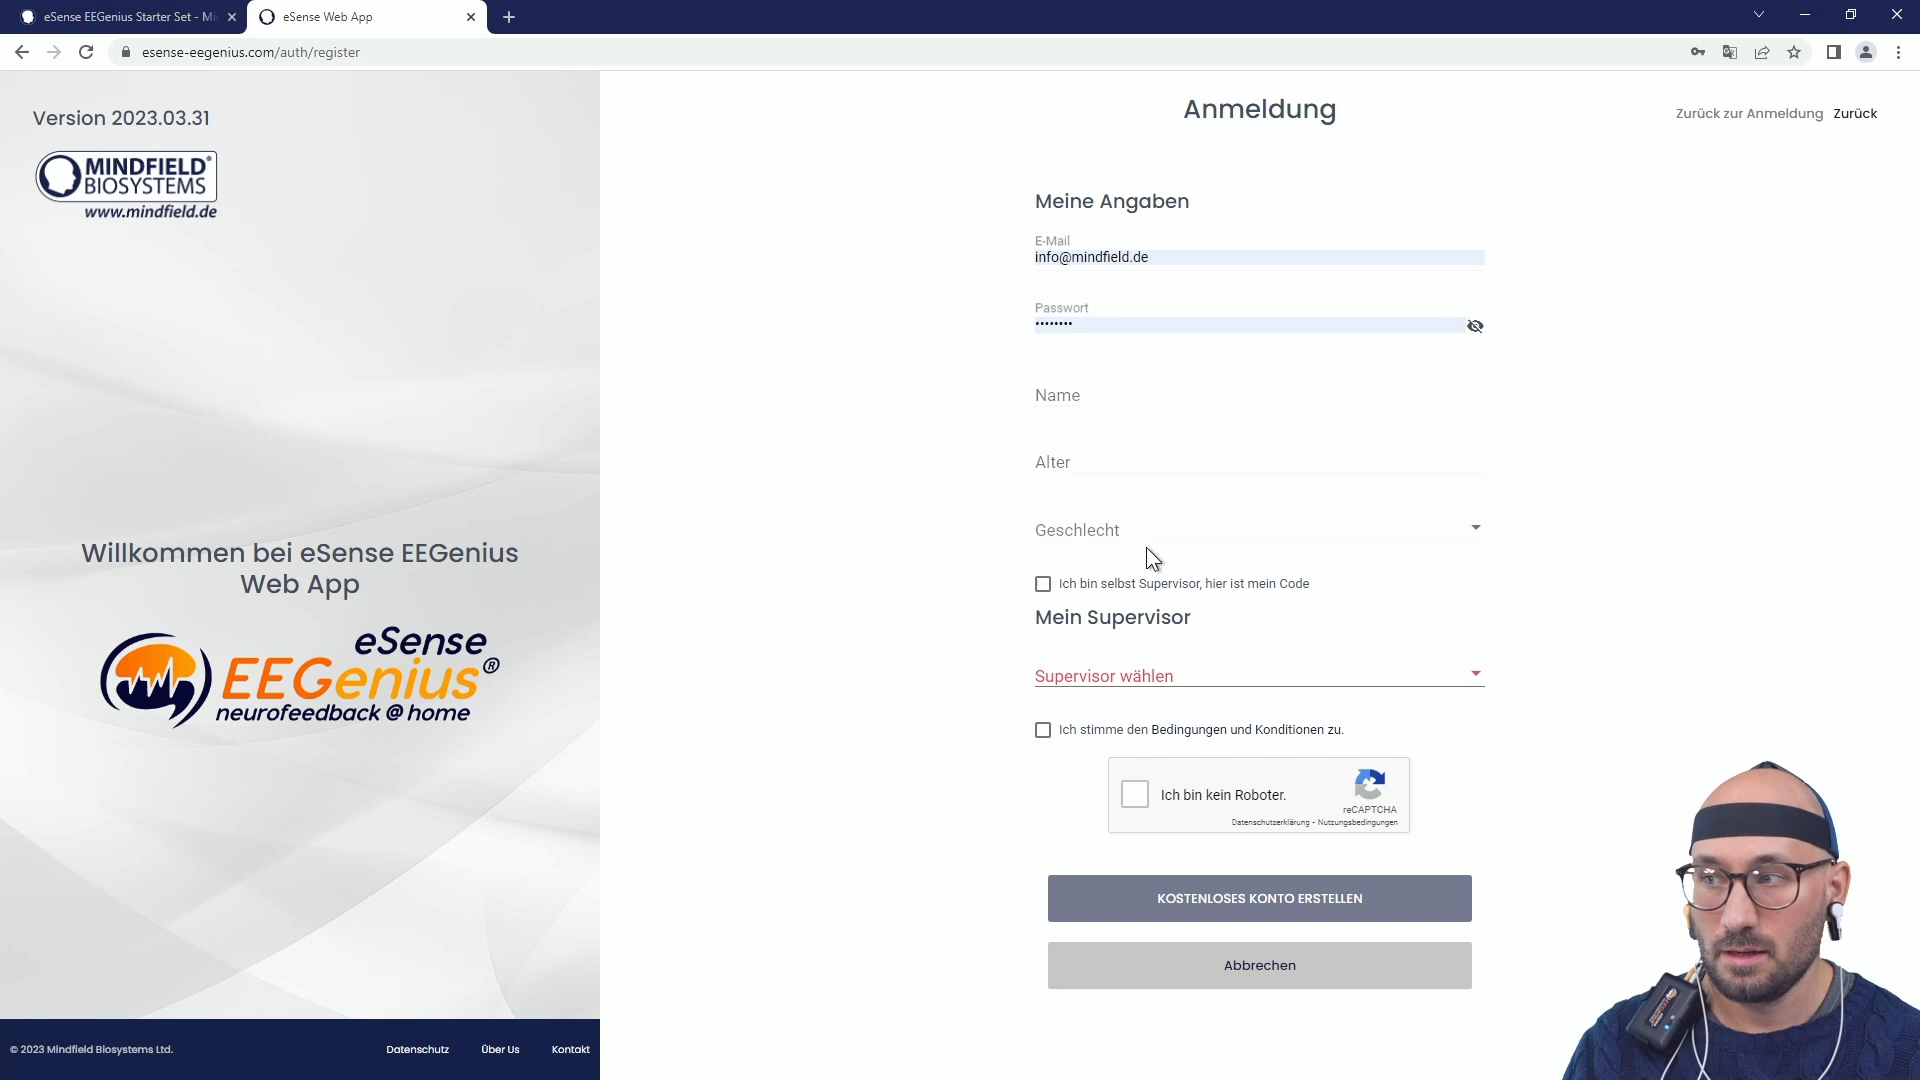 eSense EEGenius Starter Set - Mi
eSense Web App
esense-eegenius.com/auth/register
Version 2023.03.31
MINDFIELD®
BIOSYSTEMS
www.mindfield.de
Willkommen bei eSense EEGenius
Web App
eSense
EEGenius®
neurofeedback @ home
© 2023 Mindfield Biosystems Ltd.
Datenschutz
Über Us
Kontakt
Anmeldung
Zurück zur Anmeldung Zurück
Meine Angaben
E-Mail
info@mindfield.de
Passwort
••••••••
Name
Alter
Geschlecht
Ich bin selbst Supervisor, hier ist mein Code
Mein Supervisor
Supervisor wählen
Ich stimme den Bedingungen und Konditionen zu.
Ich bin kein Roboter.
reCAPTCHA
Datenschutzerklärung - Nutzungsbedingungen
KOSTENLOSES KONTO ERSTELLEN
Abbrechen